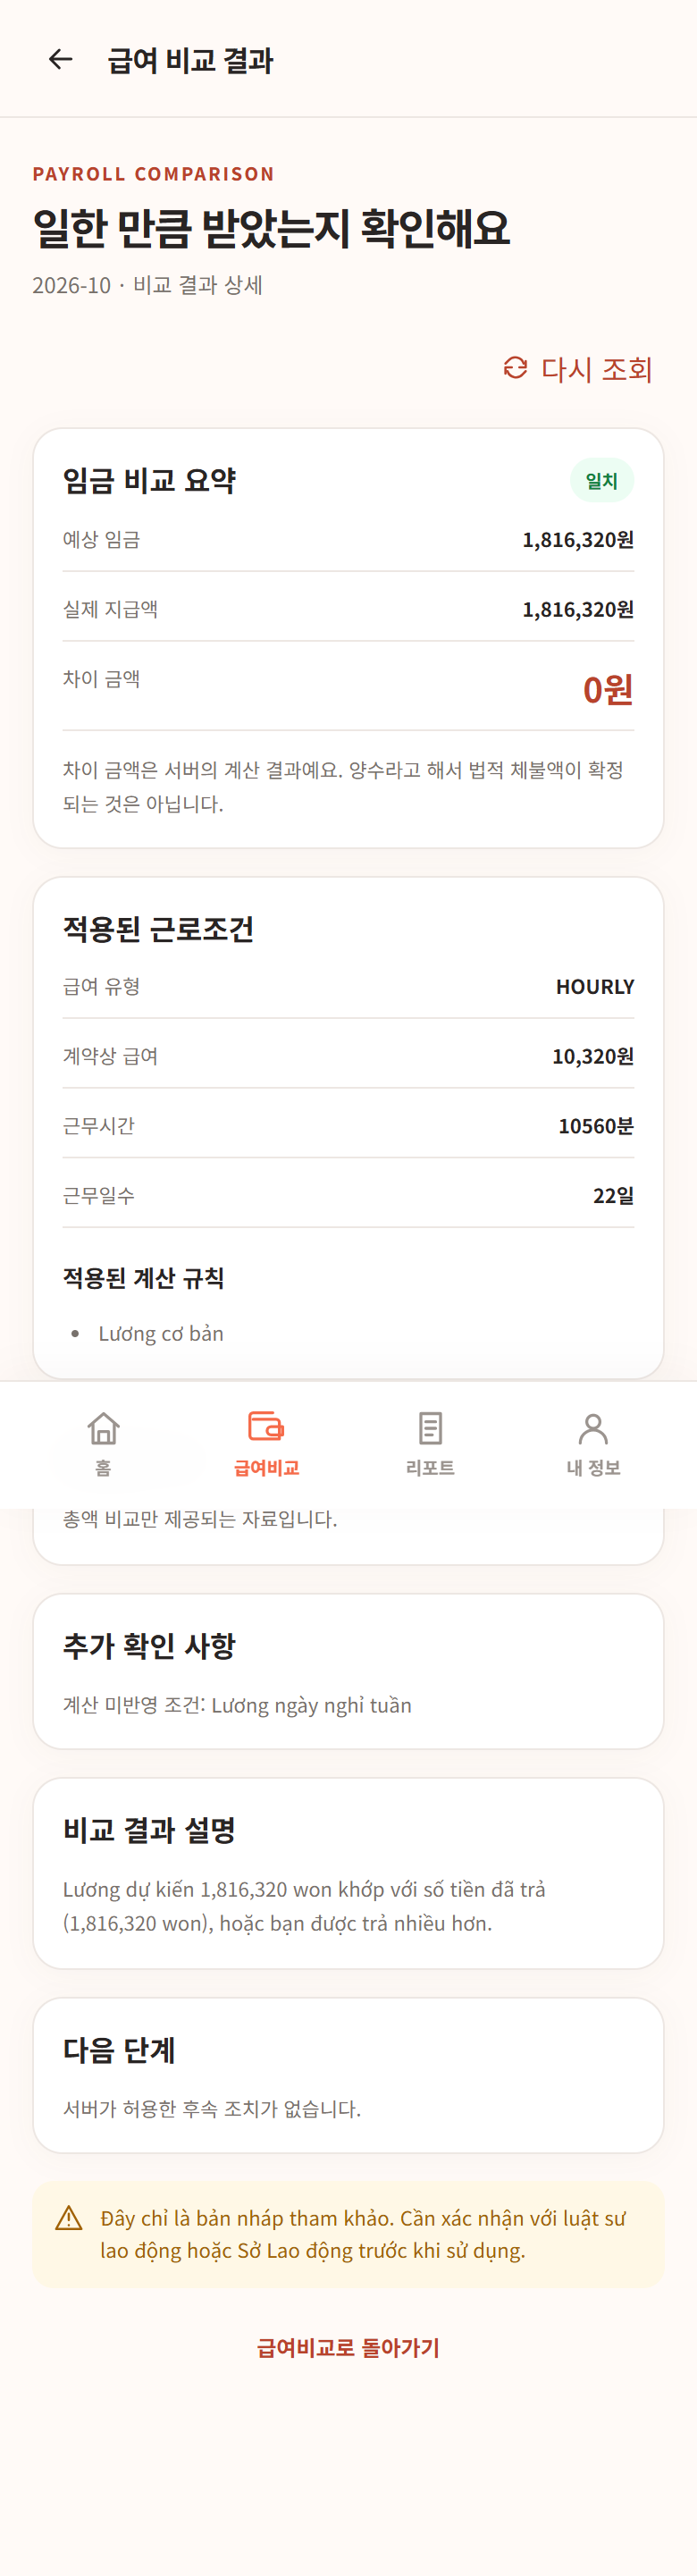 급여 비교 결과
PAYROLL COMPARISON
일한 만큼 받았는지 확인해요
2026-10 · 비교 결과 상세
다시 조회
임금 비교 요약
일치
예상 임금
1,816,320원
실제 지급액
1,816,320원
차이 금액
0원
차이 금액은 서버의 계산 결과예요. 양수라고 해서 법적 체불액이 확정
되는 것은 아닙니다.
적용된 근로조건
급여 유형
HOURLY
계약상 급여
10,320원
근무시간
10560분
근무일수
22일
적용된 계산 규칙
• Lương cơ bản
홈
급여비교
리포트
내 정보
총액 비교만 제공되는 자료입니다.
추가 확인 사항
계산 미반영 조건: Lương ngày nghỉ tuần
비교 결과 설명
Lương dự kiến 1,816,320 won khớp với số tiền đã trả
(1,816,320 won), hoặc bạn được trả nhiều hơn.
다음 단계
서버가 허용한 후속 조치가 없습니다.
Đây chỉ là bản nháp tham khảo. Cần xác nhận với luật sư
lao động hoặc Sở Lao động trước khi sử dụng.
급여비교로 돌아가기